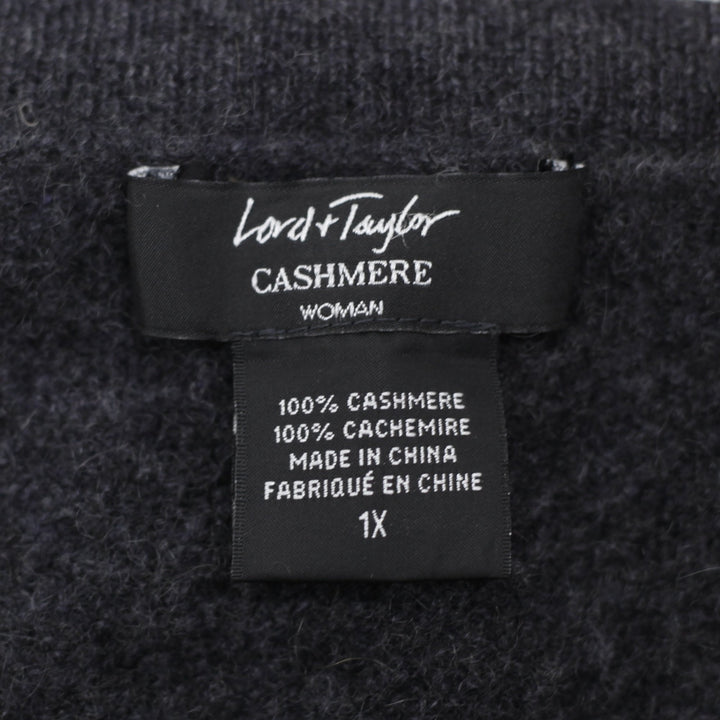 Lord + Taylor
CASHMERE
WOMAN
100% CASHMERE
100% CACHEMIRE
MADE IN CHINA
FABRIQUÉ EN CHINE
1X